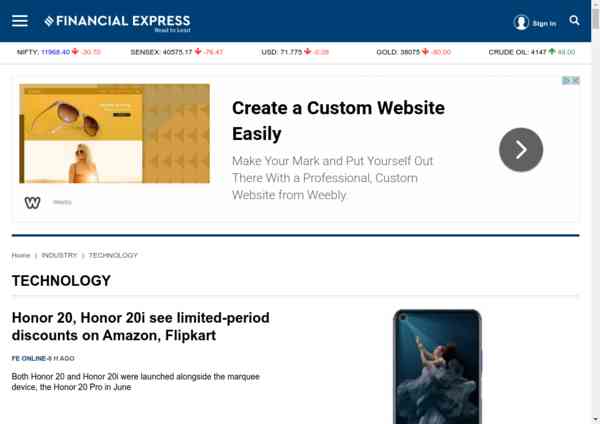 FINANCIAL EXPRESS
Read to Lead
Sign in
NIFTY: 11968.40 -30.70 SENSEX: 40575.17 -76.47 USD: 71.775 -0.08 GOLD: 38075 -80.00 CRUDE OIL: 4147 49.00
Create a Custom Website
Easily
Make Your Mark and Put Yourself Out
There With a Professional, Custom
Website from Weebly.
Weebly
Home | INDUSTRY | TECHNOLOGY
TECHNOLOGY
Honor 20, Honor 20i see limited-period
discounts on Amazon, Flipkart
FE ONLINE-8 H AGO
Both Honor 20 and Honor 20i were launched alongside the marquee
device, the Honor 20 Pro in June